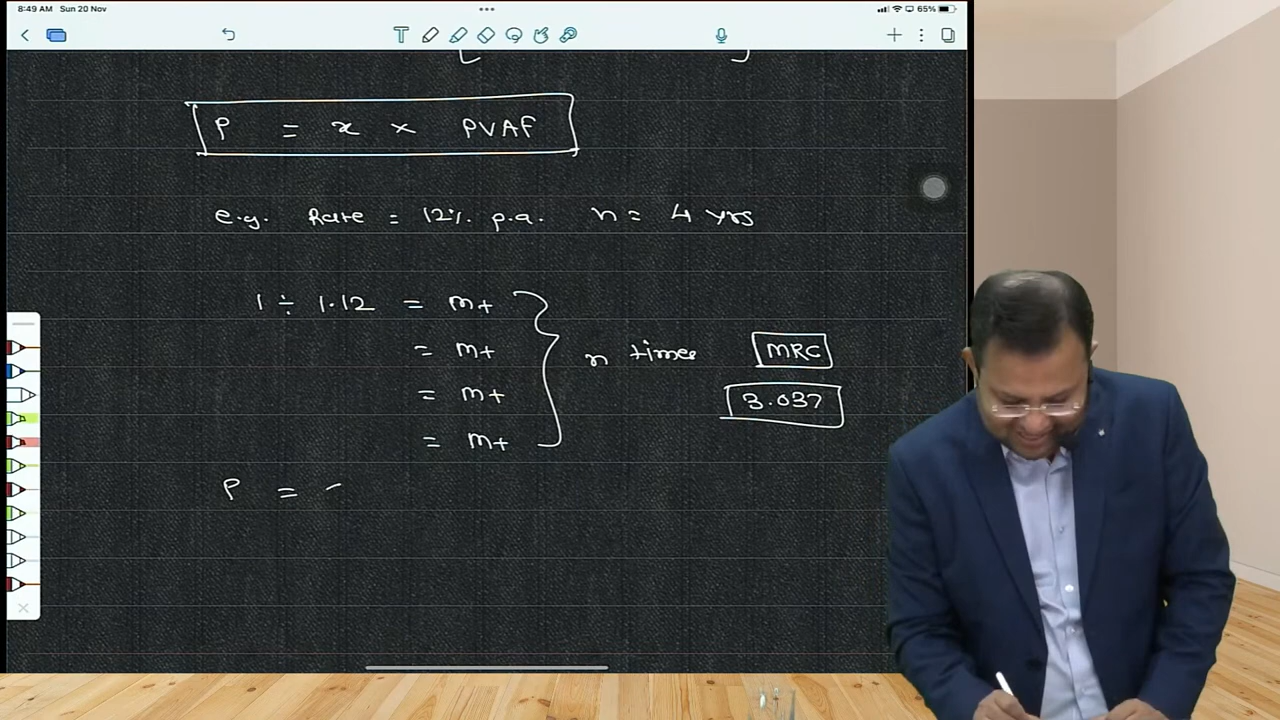 8:49 AM Sun 20 Nov
65%
P = x × PVAF
e.g. Rate = 12% p.a. n = 4 yrs
1 ÷ 1.12 = m+
= m+ n times MRC
= m+ 3.037
= m+
P =